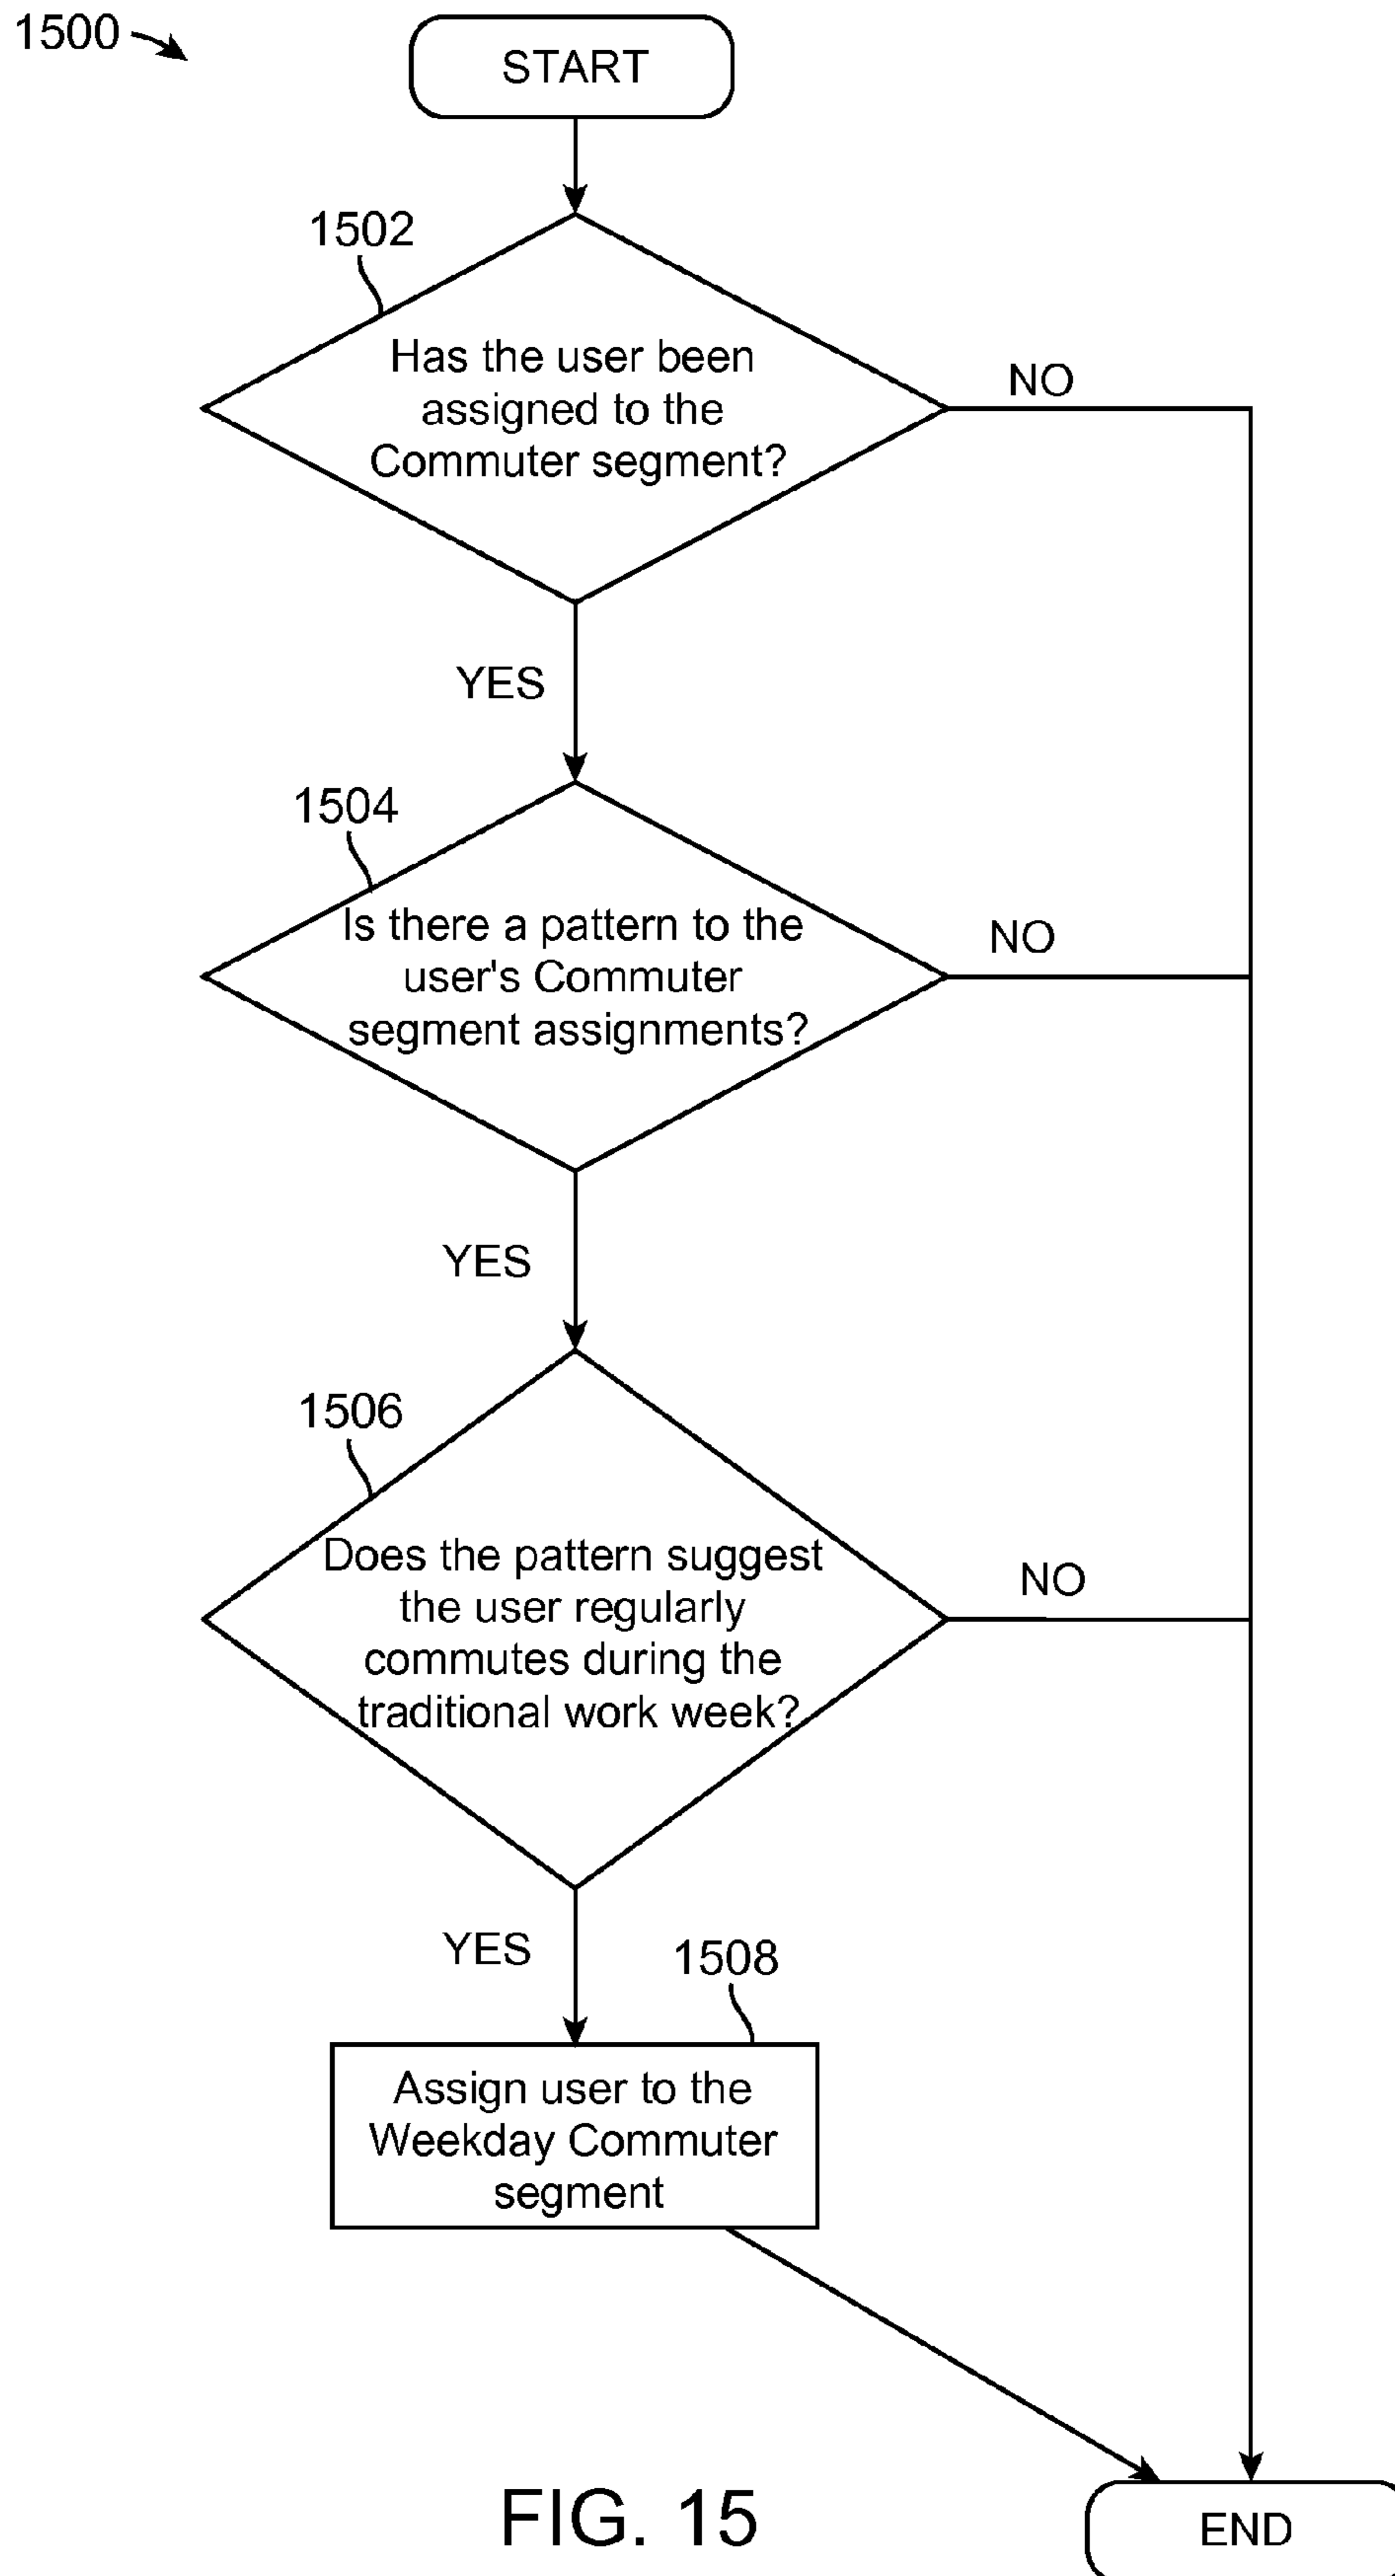 1500
START
1502
Has the user been
assigned to the
Commuter segment?
NO
YES
1504
Is there a pattern to the
user's Commuter
segment assignments?
NO
YES
1506
Does the pattern suggest
the user regularly
commutes during the
traditional work week?
NO
YES
1508
Assign user to the
Weekday Commuter
segment
FIG. 15
END